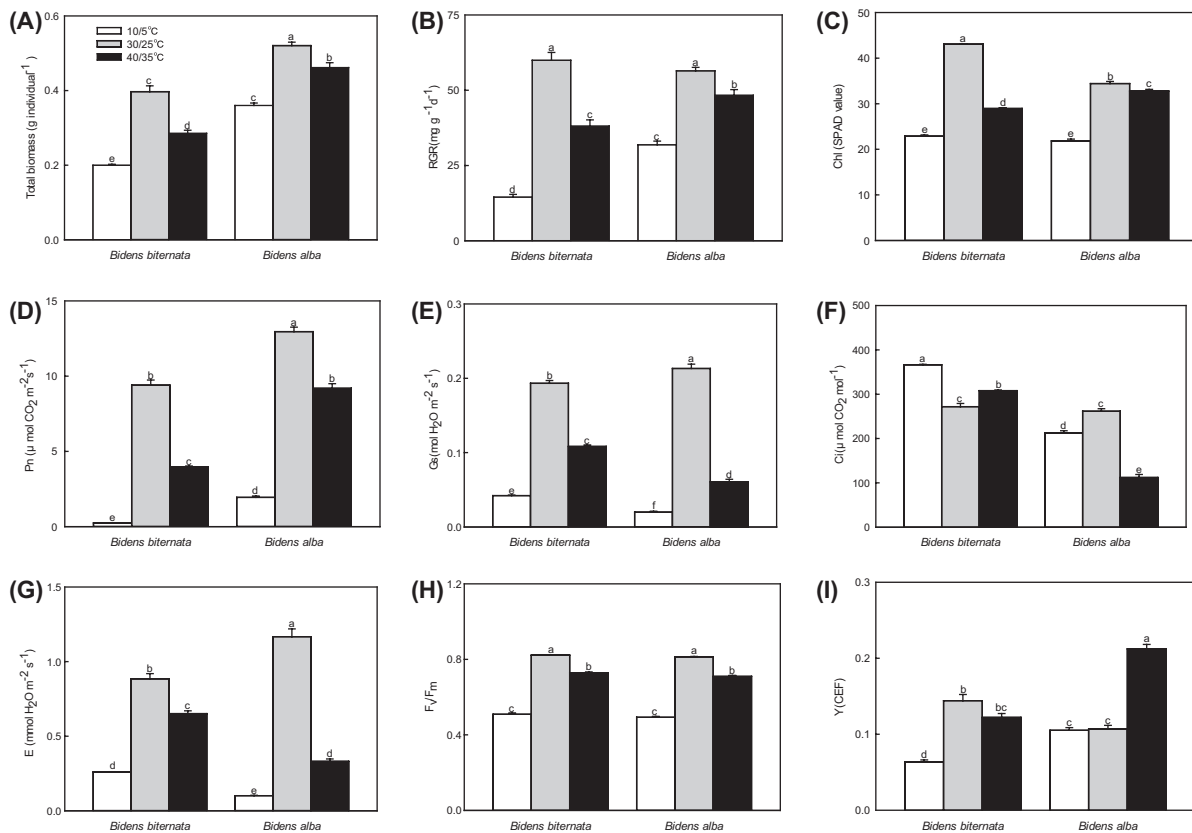 (A)
Total biomass (g individual⁻¹)
0.6
0.4
0.2
0.0
10/5°C
30/25°C
40/35°C
e
c
d
c
a
b
Bidens biternata Bidens alba
(B)
RGR(mg g⁻¹d⁻¹)
75
50
25
0
d
a
c
c
a
b
Bidens biternata Bidens alba
(C)
Chl (SPAD value)
50
40
30
20
10
0
e
a
d
e
b
c
Bidens biternata Bidens alba
(D)
Pn (μ mol CO₂ m⁻²s⁻¹)
15
10
5
0
e
b
c
d
a
b
Bidens biternata Bidens alba
(E)
Gs(mol H₂O m⁻² s⁻¹)
0.3
0.2
0.1
0.0
e
b
c
f
a
d
Bidens biternata Bidens alba
(F)
Ci(μ mol CO₂ mol⁻¹)
500
400
300
200
100
0
a
c
b
d
c
e
Bidens biternata Bidens alba
(G)
E (mmol H₂O m⁻² s⁻¹)
1.5
1.0
0.5
0.0
d
b
c
e
a
d
Bidens biternata Bidens alba
(H)
Fv/Fm
1.2
0.8
0.4
0.0
c
a
b
c
a
b
Bidens biternata Bidens alba
(I)
Y(CEF)
0.3
0.2
0.1
0.0
d
b
bc
c
c
a
Bidens biternata Bidens alba